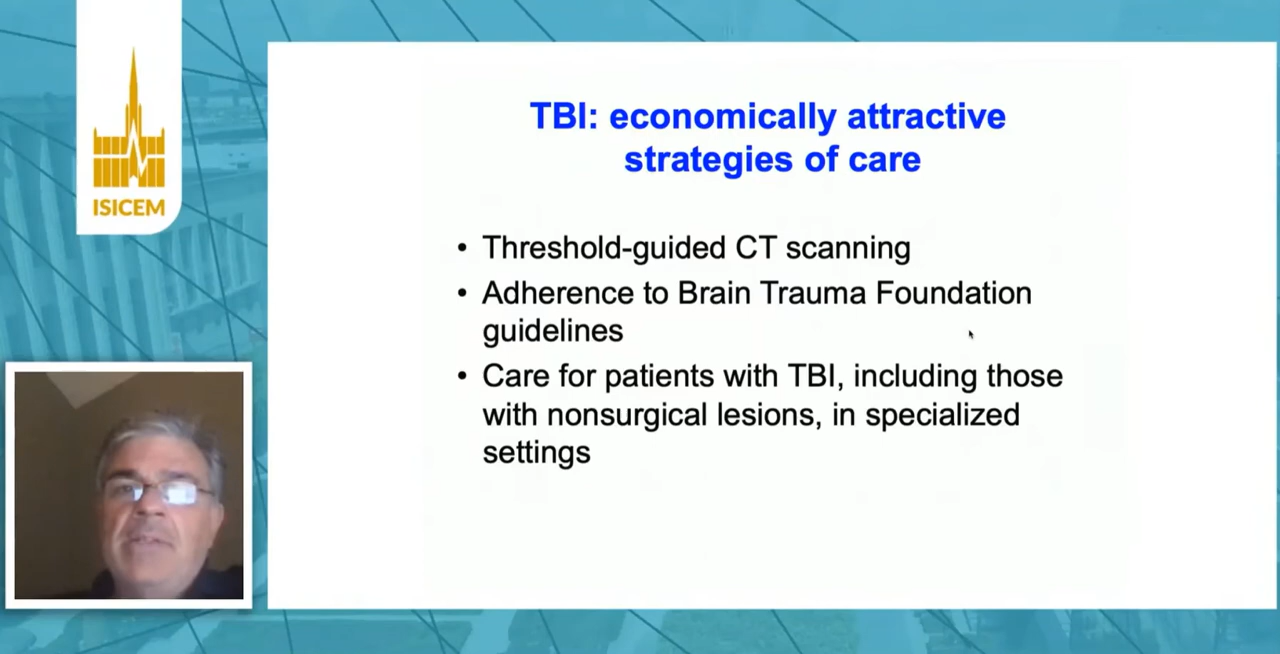 ISICEM
TBI: economically attractive
strategies of care
• Threshold-guided CT scanning
• Adherence to Brain Trauma Foundation
guidelines
• Care for patients with TBI, including those
with nonsurgical lesions, in specialized
settings